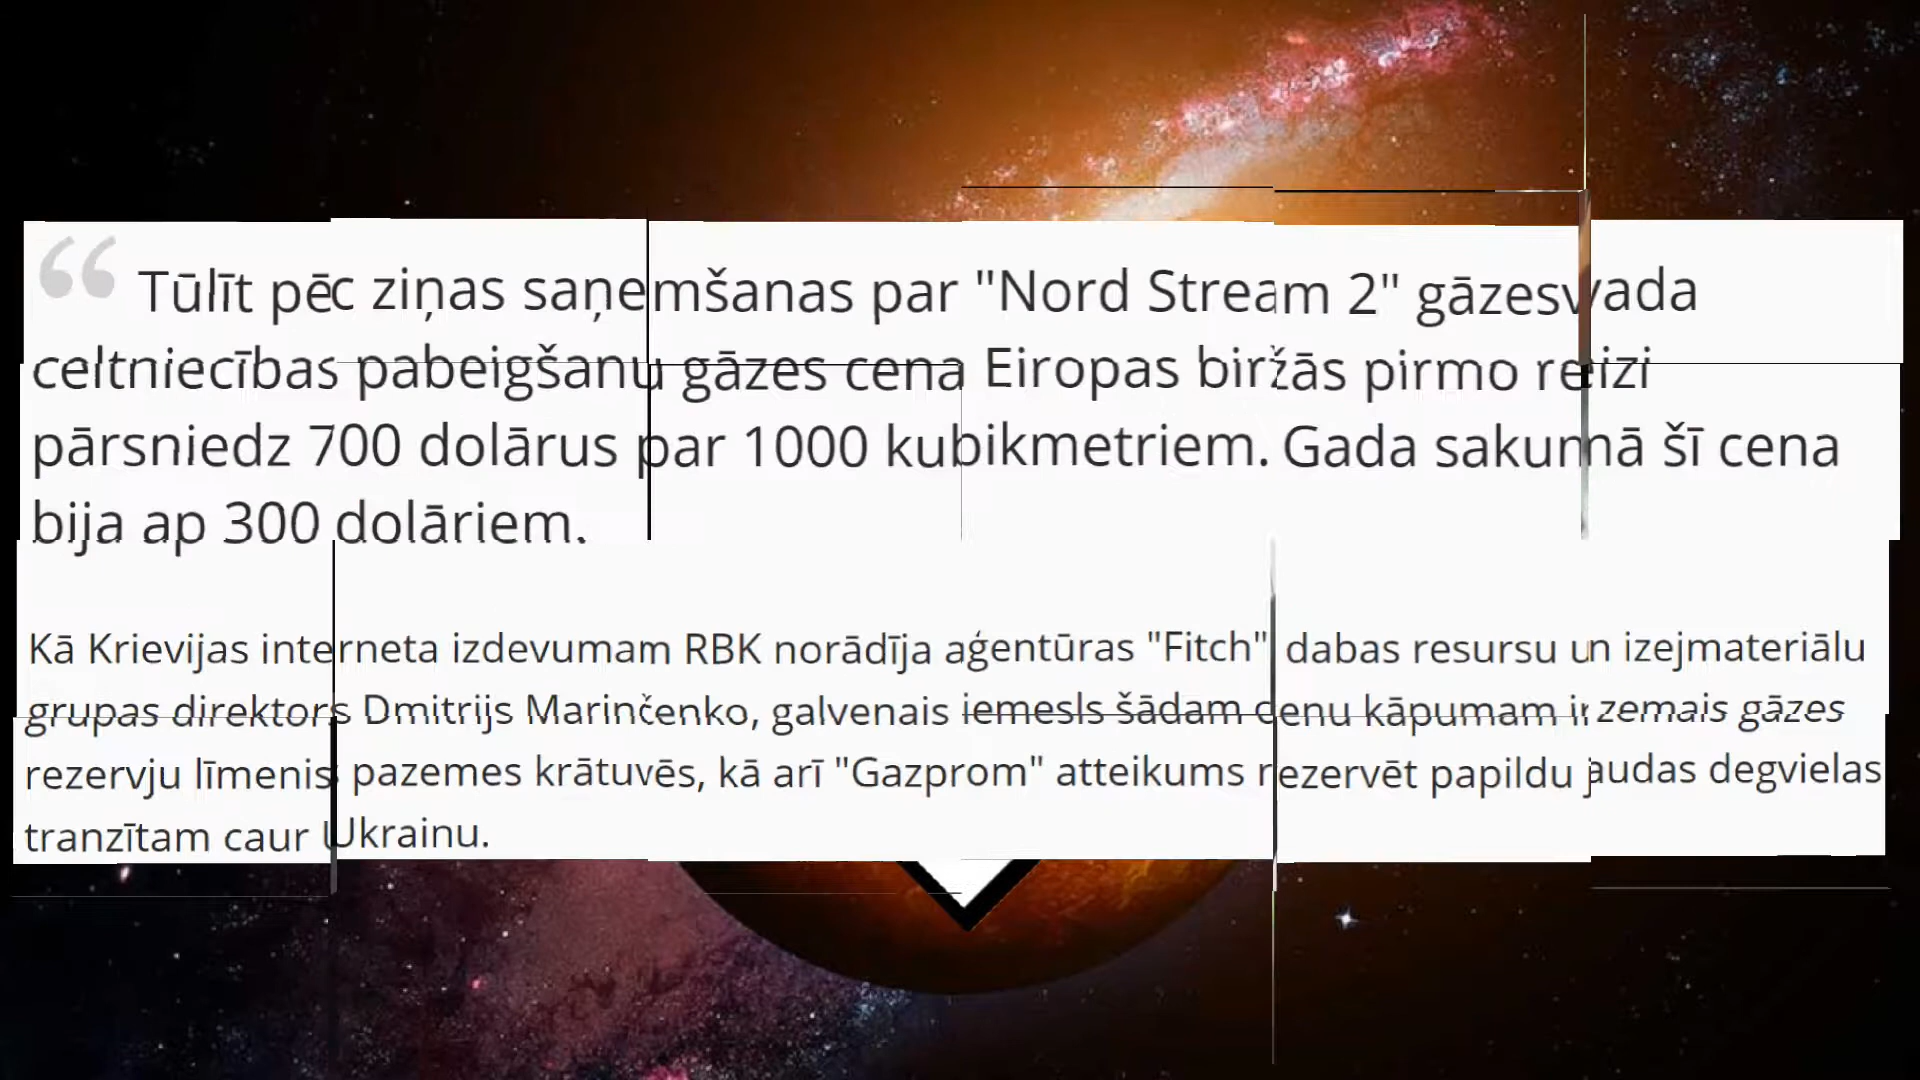 “ Tūlīt pēc ziņas saņemšanas par "Nord Stream 2" gāzesvada
celtniecības pabeigšanu gāzes cena Eiropas biržās pirmo reizi
pārsniedz 700 dolārus par 1000 kubikmetriem. Gada sakumā šī cena
bija ap 300 dolāriem.
Kā Krievijas interneta izdevumam RBK norādīja aģentūras "Fitch" dabas resursu un izejmateriālu
grupas direktors Dmitrijs Marinčenko, galvenais iemesls šādam cenu kāpumam ir zemais gāzes
rezervju līmenis pazemes krātuvēs, kā arī "Gazprom" atteikums rezervēt papildu jaudas degvielas
tranzītam caur Ukrainu.